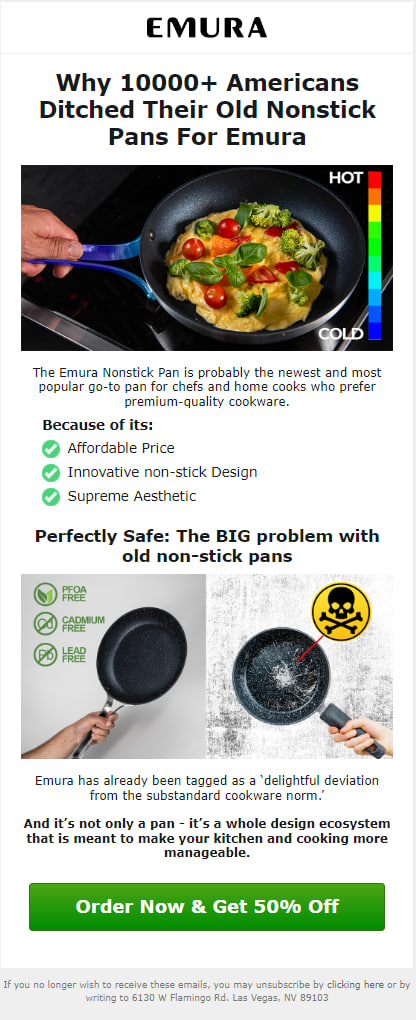 EMURA
Why 10000+ Americans
Ditched Their Old Nonstick
Pans For Emura
HOT
COLD
The Emura Nonstick Pan is probably the newest and most
popular go-to pan for chefs and home cooks who prefer
premium-quality cookware.
Because of its:
Affordable Price
Innovative non-stick Design
Supreme Aesthetic
Perfectly Safe: The BIG problem with
old non-stick pans
PFOA
FREE
Cd
CADMIUM
FREE
Pb
LEAD
FREE
Emura has already been tagged as a ‘delightful deviation
from the substandard cookware norm.’
And it’s not only a pan - it’s a whole design ecosystem
that is meant to make your kitchen and cooking more
manageable.
Order Now & Get 50% Off
If you no longer wish to receive these emails, you may unsubscribe by clicking here or by
writing to 6130 W Flamingo Rd. Las Vegas, NV 89103